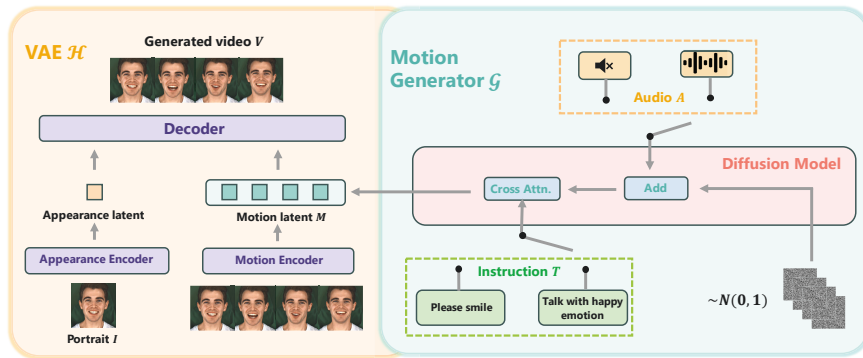 VAE ℋ
Generated video V
Decoder
Appearance latent
Motion latent M
Appearance Encoder
Motion Encoder
Portrait I
Motion
Generator 𝒢
Audio A
Diffusion Model
Cross Attn.
Add
Instruction T
Please smile
Talk with happy
emotion
~N(0, 1)